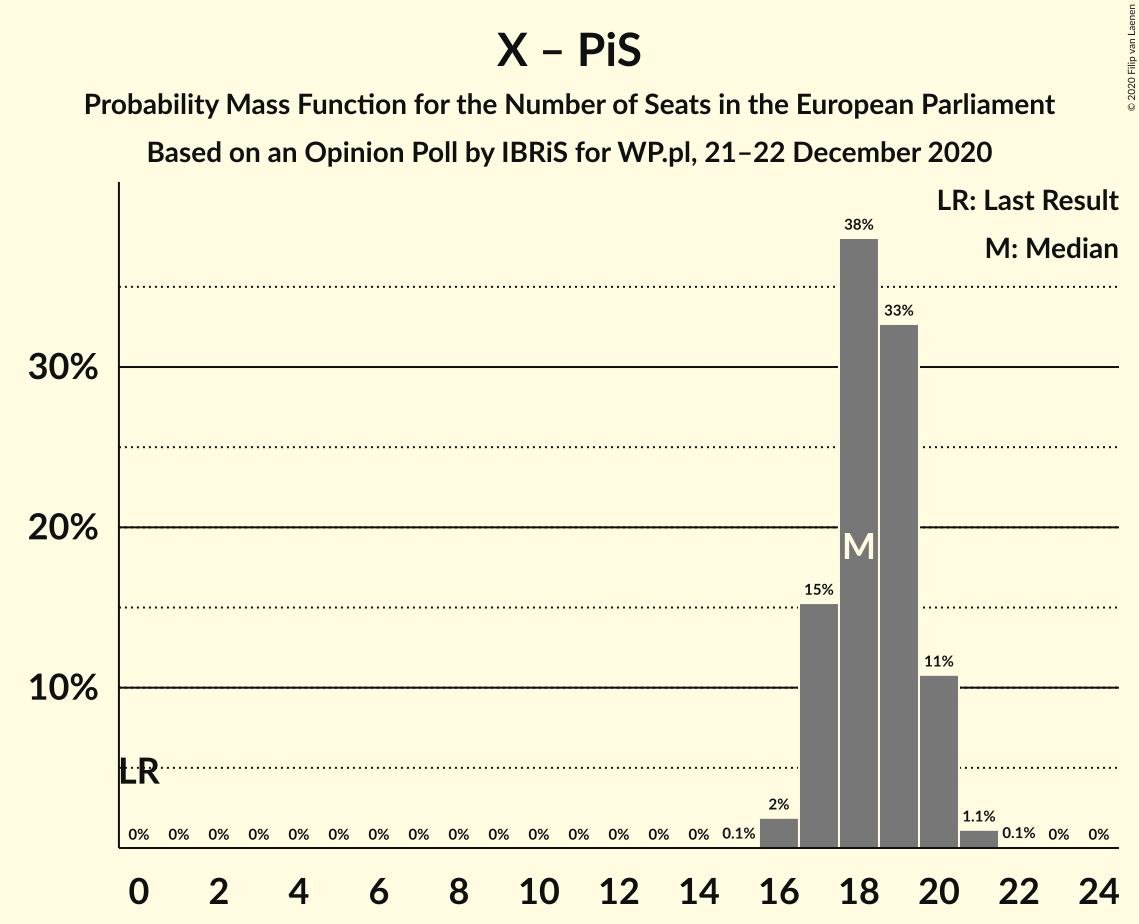 X – PiS
Probability Mass Function for the Number of Seats in the European Parliament
Based on an Opinion Poll by IBRiS for WP.pl, 21–22 December 2020
© 2020 Filip van Laenen
LR: Last Result
M: Median
38%
33%
30%
20%
M
15%
11%
10%
LR
2%
1.1%
0% 0% 0% 0% 0% 0% 0% 0% 0% 0% 0% 0% 0% 0% 0% 0.1% 0.1% 0% 0%
0 2 4 6 8 10 12 14 16 18 20 22 24